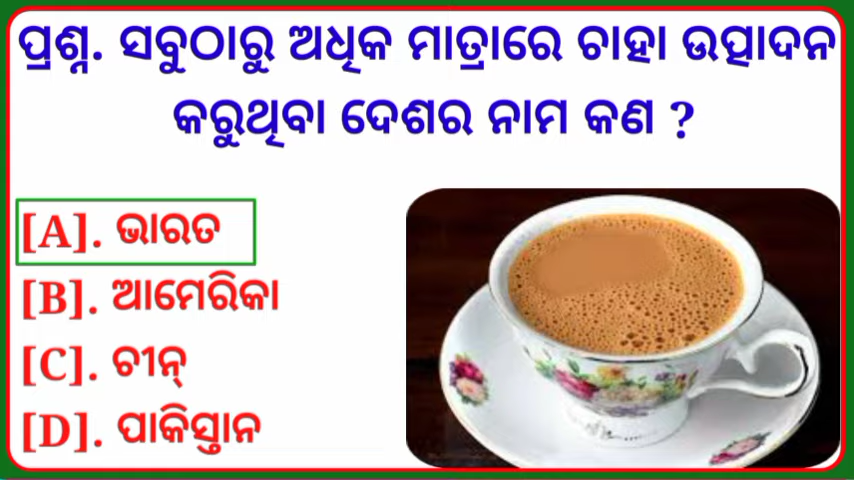 ପ୍ରଶ୍ନ. ସବୁଠାରୁ ଅଧିକ ମାତ୍ରାରେ ଚାହା ଉତ୍ପାଦନ
କରୁଥିବା ଦେଶର ନାମ କଣ ?
[A]. ଭାରତ
[B]. ଆମେରିକା
[C]. ଚୀନ୍
[D]. ପାକିସ୍ତାନ